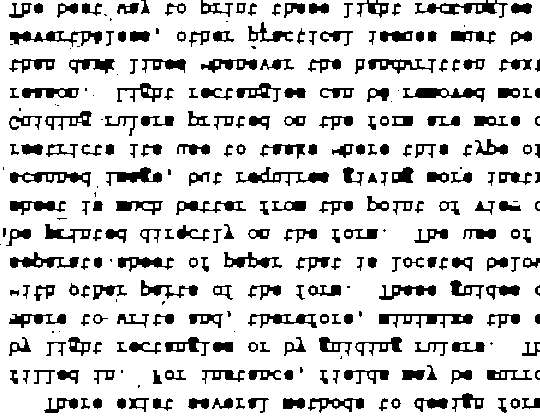 There exist several methods to design form
filled in. For instance, fields may be surro
by light rectangles or by guiding rulers. Th
where to write and, therefore, minimize the e
with other parts of the form. These guides c
separate sheet of paper that is located below
be printed directly on the form. The use of
sheet is much better from the point of view o
scanned image, but requires giving more instr
restricts its use to tasks where this type of
Guiding rulers printed on the form are more c
reason. Light rectangles can be removed more
than dark lines whenever the handwritten text
Nevertheless, other practical issues must be
The best way to print these light rectangles